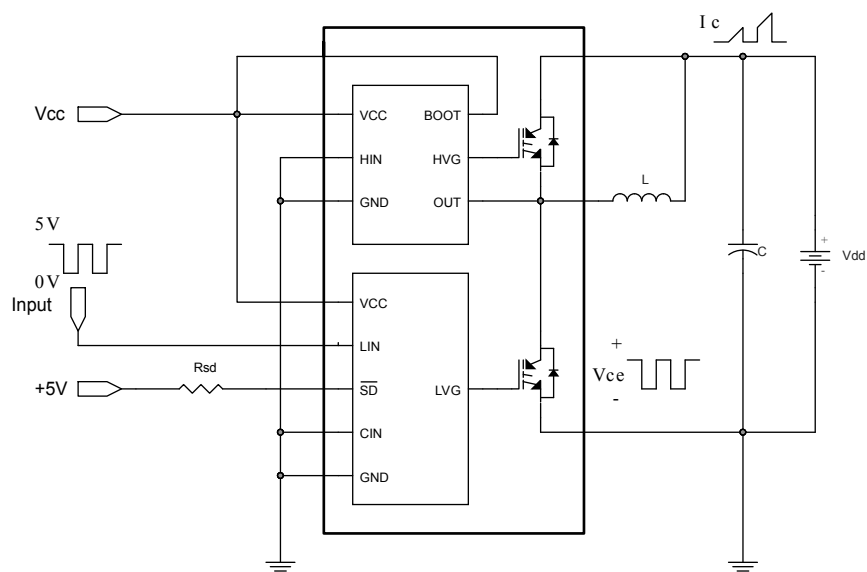 Ic
Vcc
VCC
BOOT
HIN
HVG
GND
OUT
L
5V
0V
Input
+
C
Vdd
-
VCC
LIN
+5V
Rsd
SD
LVG
CIN
GND
+
Vce
-